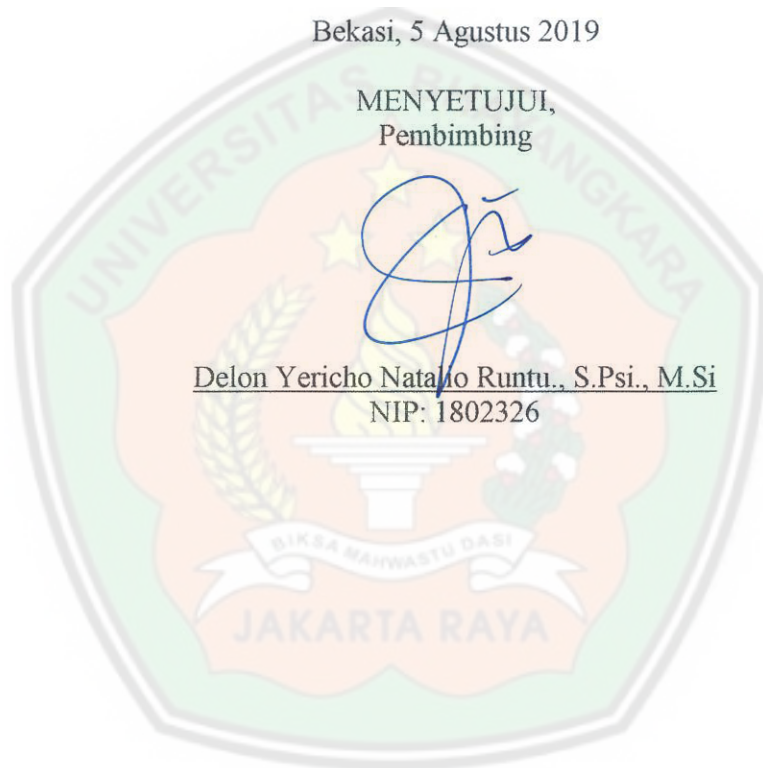 Bekasi, 5 Agustus 2019
MENYETUJUI,
Pembimbing
Delon Yericho Natalio Runtu., S.Psi., M.Si
NIP: 1802326
UNIVERSITAS BHAYANGKARA
BIKSA MAHWASTU DASI
JAKARTA RAYA